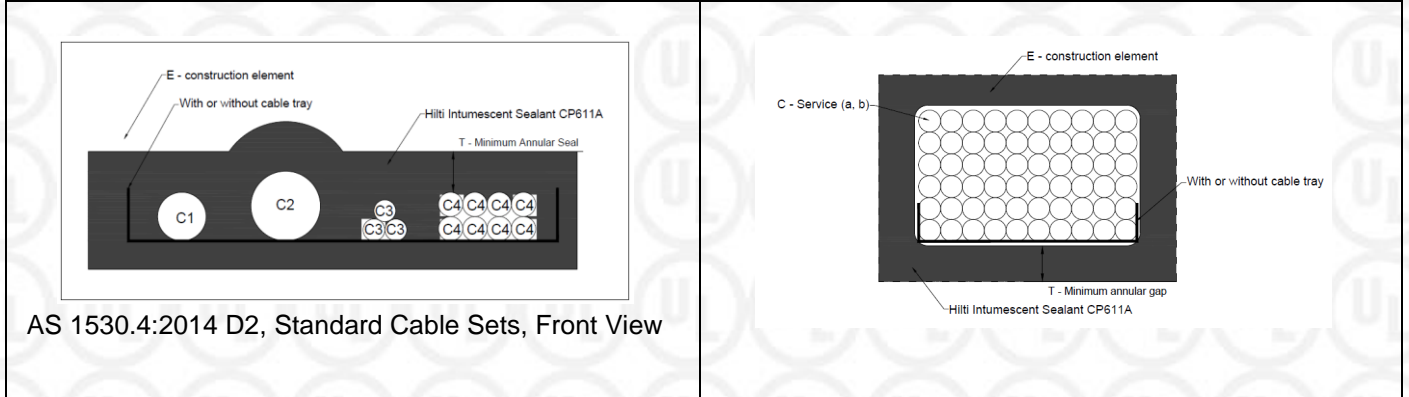 E - construction element
With or without cable tray
Hilti Intumescent Sealant CP611A
T - Minimum Annular Seal
C1
C2
C3
C3 C3
C4 C4 C4 C4
C4 C4 C4 C4
AS 1530.4:2014 D2, Standard Cable Sets, Front View
E - construction element
C - Service (a, b)
With or without cable tray
T - Minimum annular gap
Hilti Intumescent Sealant CP611A